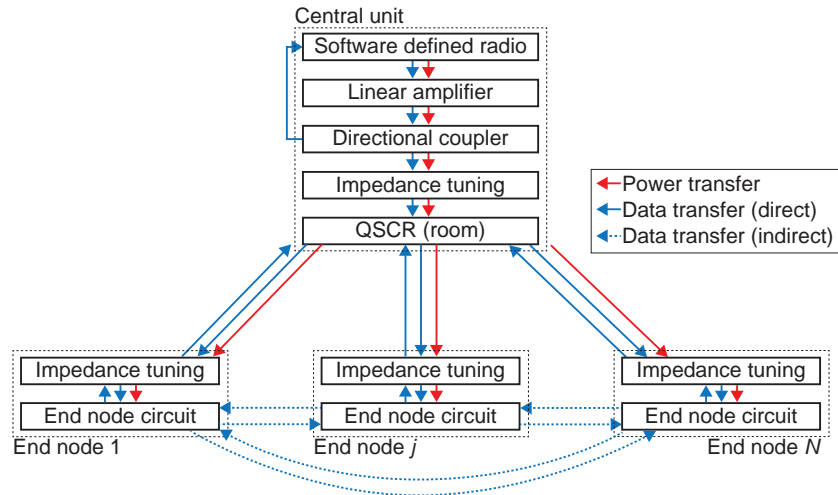 Central unit
Software defined radio
Linear amplifier
Directional coupler
Impedance tuning
QSCR (room)
Power transfer
Data transfer (direct)
Data transfer (indirect)
Impedance tuning
Impedance tuning
Impedance tuning
End node circuit
End node circuit
End node circuit
End node 1
End node j
End node N